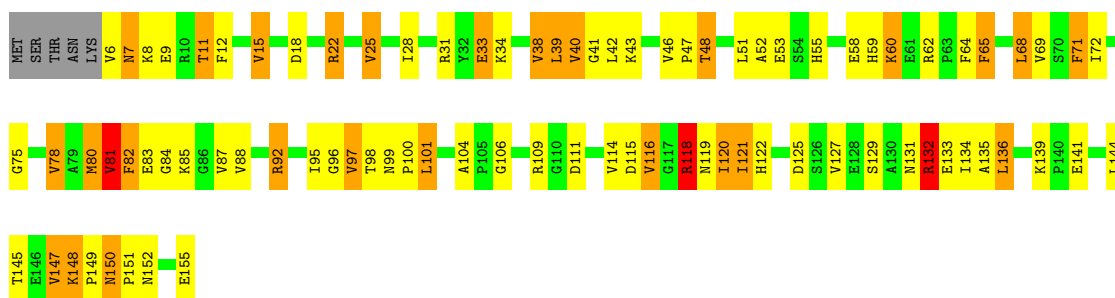 MET SER THR ASN LYS V6 N7 K8 E9 R10 T11 F12 V15 D18 R22 V25 I28 R31 Y32 E33 K34 V38 L39 V40 G41 L42 K43 V46 P47 T48 L51 A52 E53 S54 H55 E58 H59 K60 E61 R62 P63 F64 F65 L68 V69 S70 F71 I72
G75 V78 A79 M80 V81 F82 E83 G84 K85 G86 V87 V88 R92 I95 G96 V97 T98 N99 P100 L101 A104 P105 G106 R109 G110 D111 V114 D115 V116 G117 R118 N119 I120 I121 H122 D125 S126 V127 E128 S129 A130 N131 R132 E133 I134 A135 L136 K139 P140 E141 L144
T145 E146 V147 K148 P149 N150 P151 N152 E155